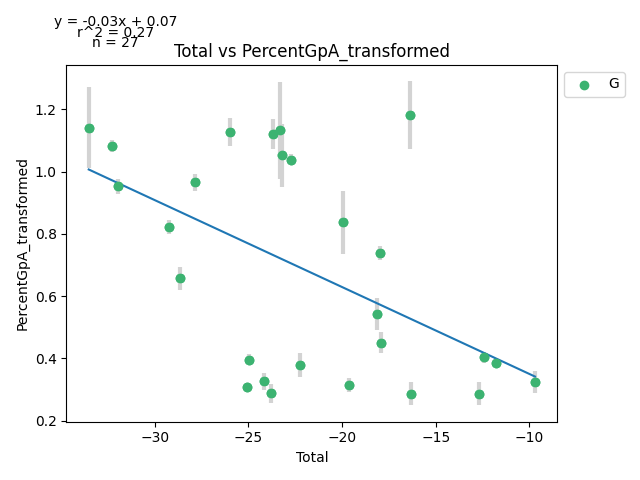 y = -0.03x + 0.07
r^2 = 0.27
n = 27
Total vs PercentGpA_transformed
G
1.2
1.0
0.8
0.6
0.4
0.2
PercentGpA_transformed
−30
−25
−20
−15
−10
Total